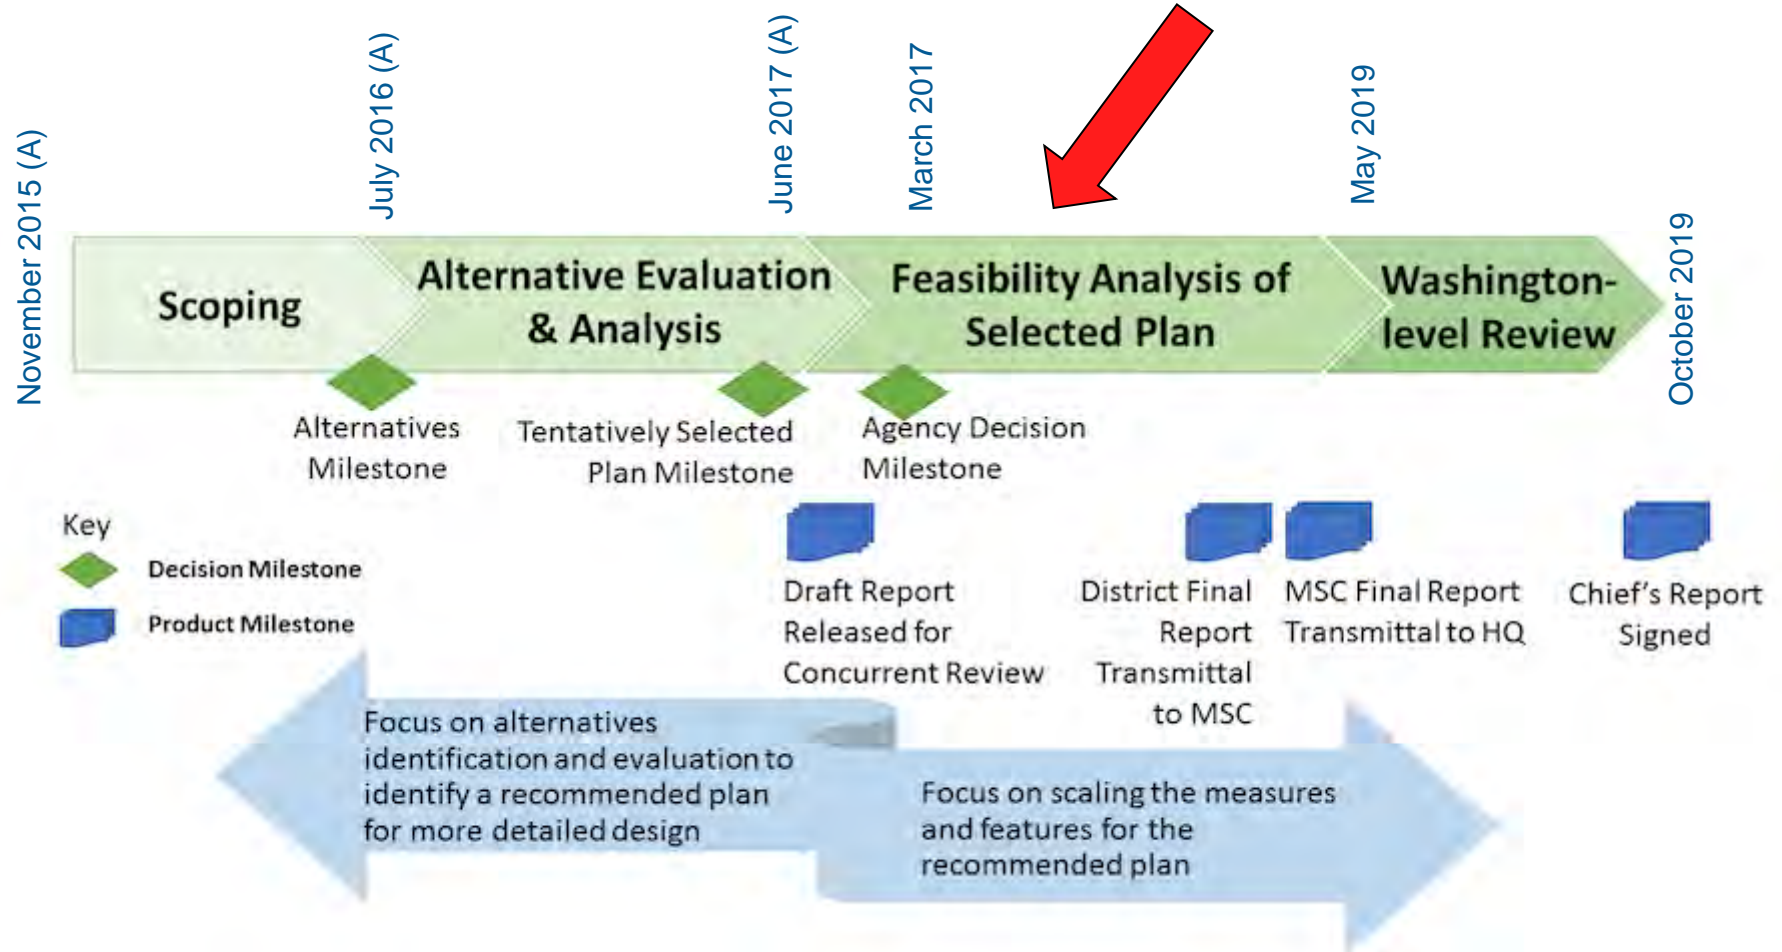 November 2015 (A)
July 2016 (A)
June 2017 (A)
March 2017
May 2019
October 2019
Scoping
Alternative Evaluation
& Analysis
Feasibility Analysis of
Selected Plan
Washington-
level Review
Alternatives
Milestone
Tentatively Selected
Plan Milestone
Agency Decision
Milestone
Key
Decision Milestone
Product Milestone
Draft Report
Released for
Concurrent Review
District Final
Report
Transmittal
to MSC
MSC Final Report
Transmittal to HQ
Chief's Report
Signed
Focus on alternatives
identification and evaluation to
identify a recommended plan
for more detailed design
Focus on scaling the measures
and features for the
recommended plan